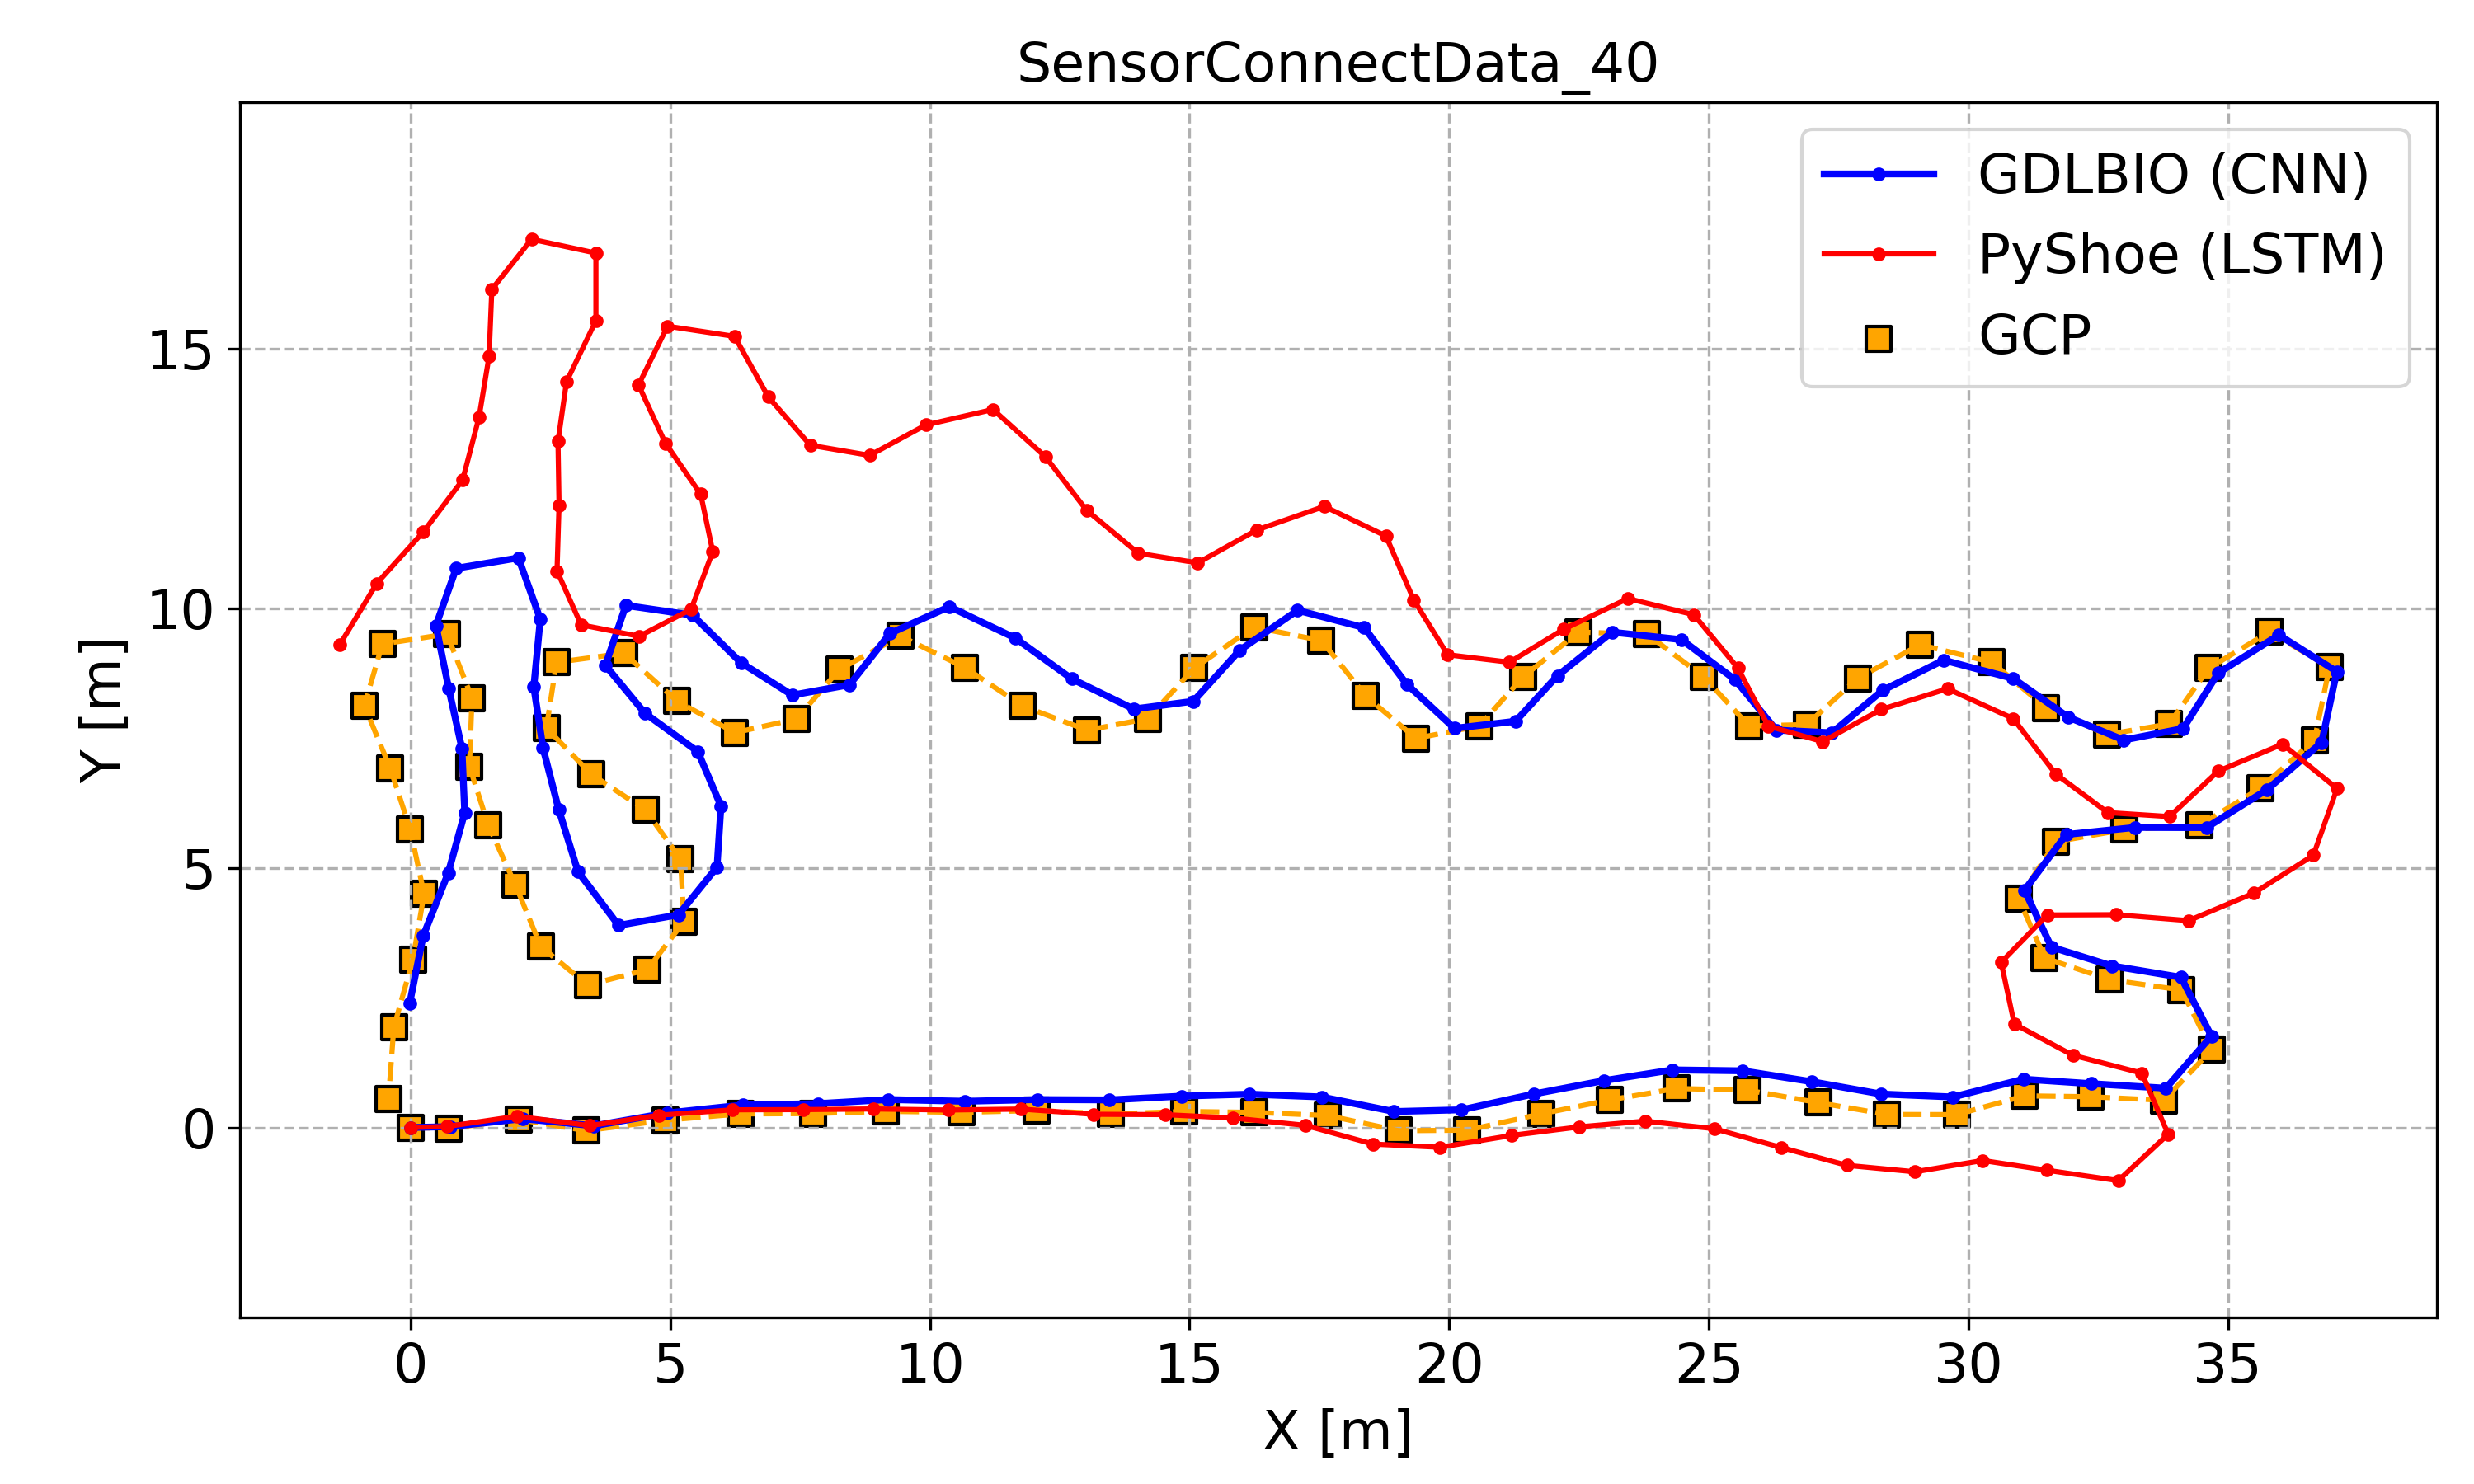 SensorConnectData_40
GDLBIO (CNN)
PyShoe (LSTM)
GCP
Y [m]
15
10
5
0
0 5 10 15 20 25 30 35
X [m]